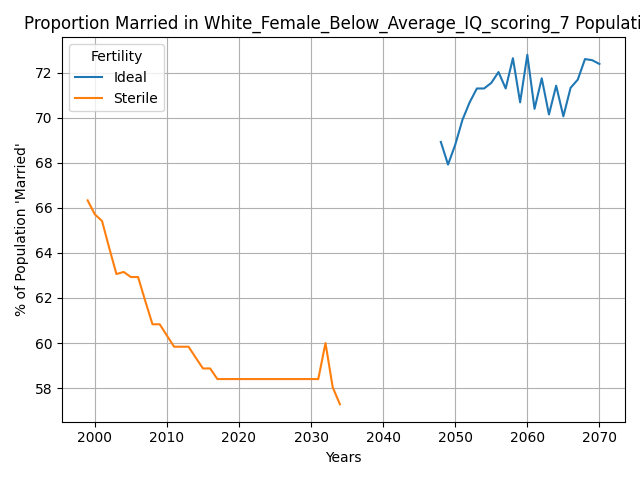 Proportion Married in White_Female_Below_Average_IQ_scoring_7 Populati
Fertility
Ideal
Sterile
% of Population 'Married'
72
70
68
66
64
62
60
58
2000 2010 2020 2030 2040 2050 2060 2070
Years